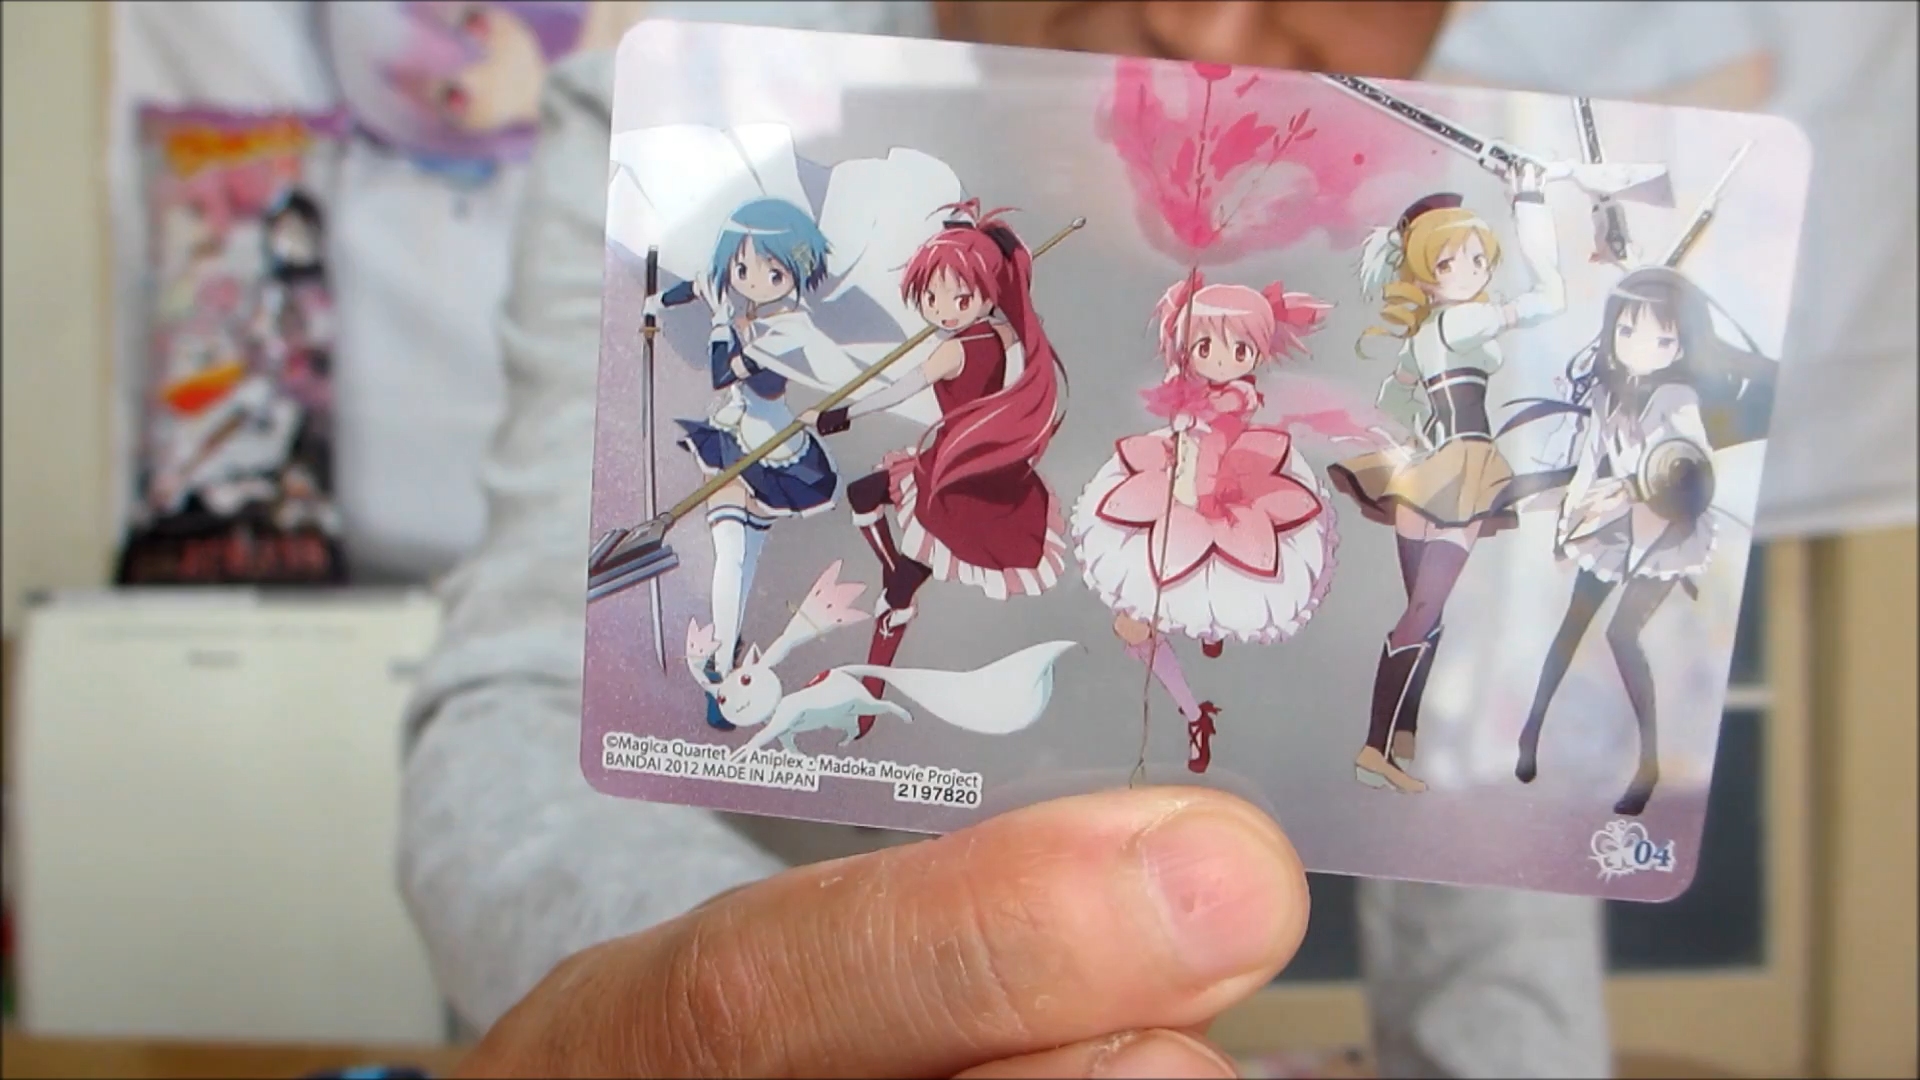 ©Magica Quartet／Aniplex・Madoka Movie Project
BANDAI 2012 MADE IN JAPAN
2197820
04